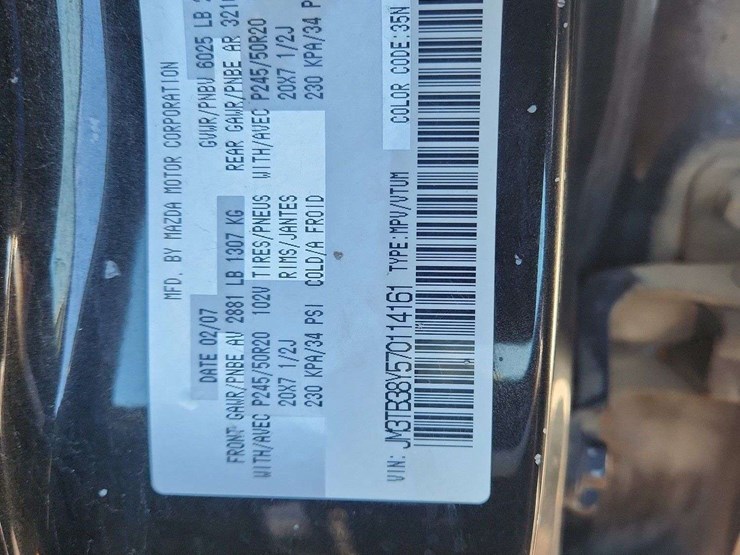 MFD. BY MAZDA MOTOR CORPORATION
DATE 02/07 GVWR/PNBV 6025 LB
FRONT GAWR/PNBE AV 2881 LB 1307 KG REAR GAWR/PNBE AR
WITH/AVEC P245/50R20 102V TIRES/PNEUS WITH/AVEC P245/50R20
20X7 1/2J RIMS/JANTES 20X7 1/2J
230 KPA/34 PSI COLD/A FROID 230 KPA/34 P
VIN: JM3TB38Y570114161 TYPE:MPV/VTUM COLOR CODE:35N